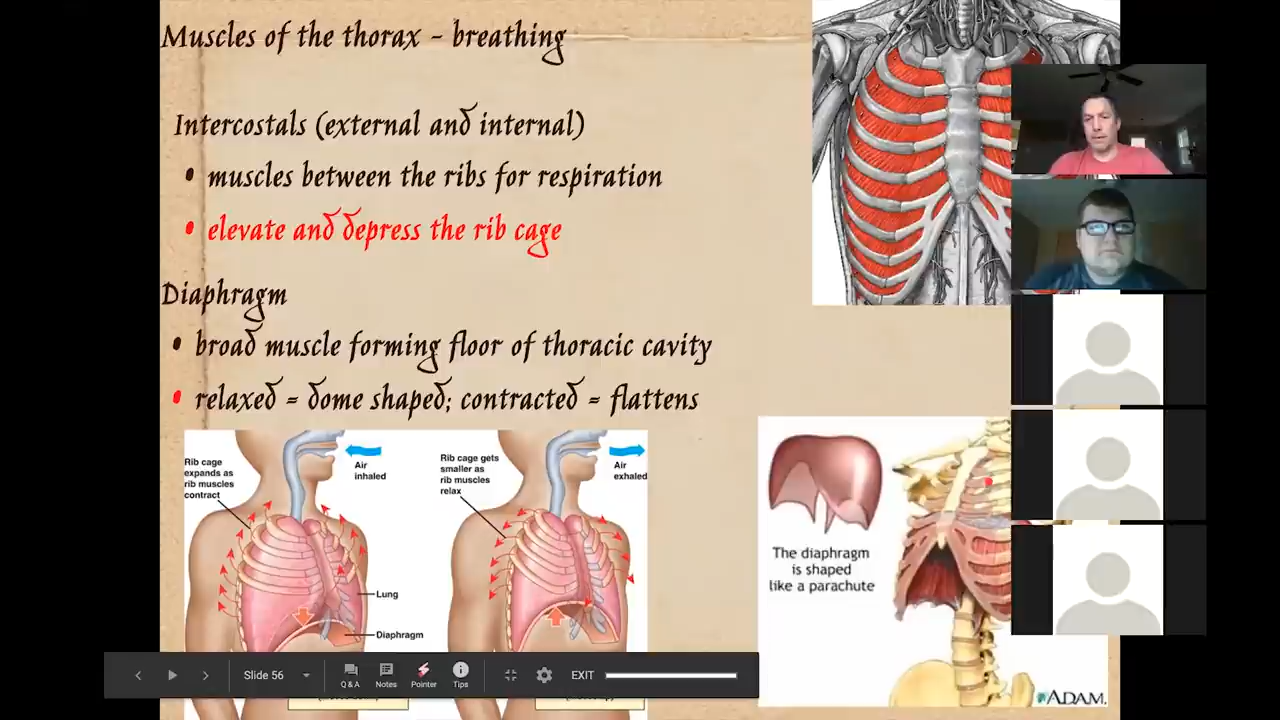 Muscles of the thorax - breathing
Intercostals (external and internal)
• muscles between the ribs for respiration
• elevate and depress the rib cage
Diaphragm
• broad muscle forming floor of thoracic cavity
• relaxed = dome shaped; contracted = flattens
Rib cage
expands as
rib muscles
contract
Air
inhaled
Lung
Diaphragm
Rib cage gets
smaller as
rib muscles
relax
Air
exhaled
The diaphragm
is shaped
like a parachute
ADAM.
Slide 56
Q & A
Notes
Pointer
Tips
EXIT